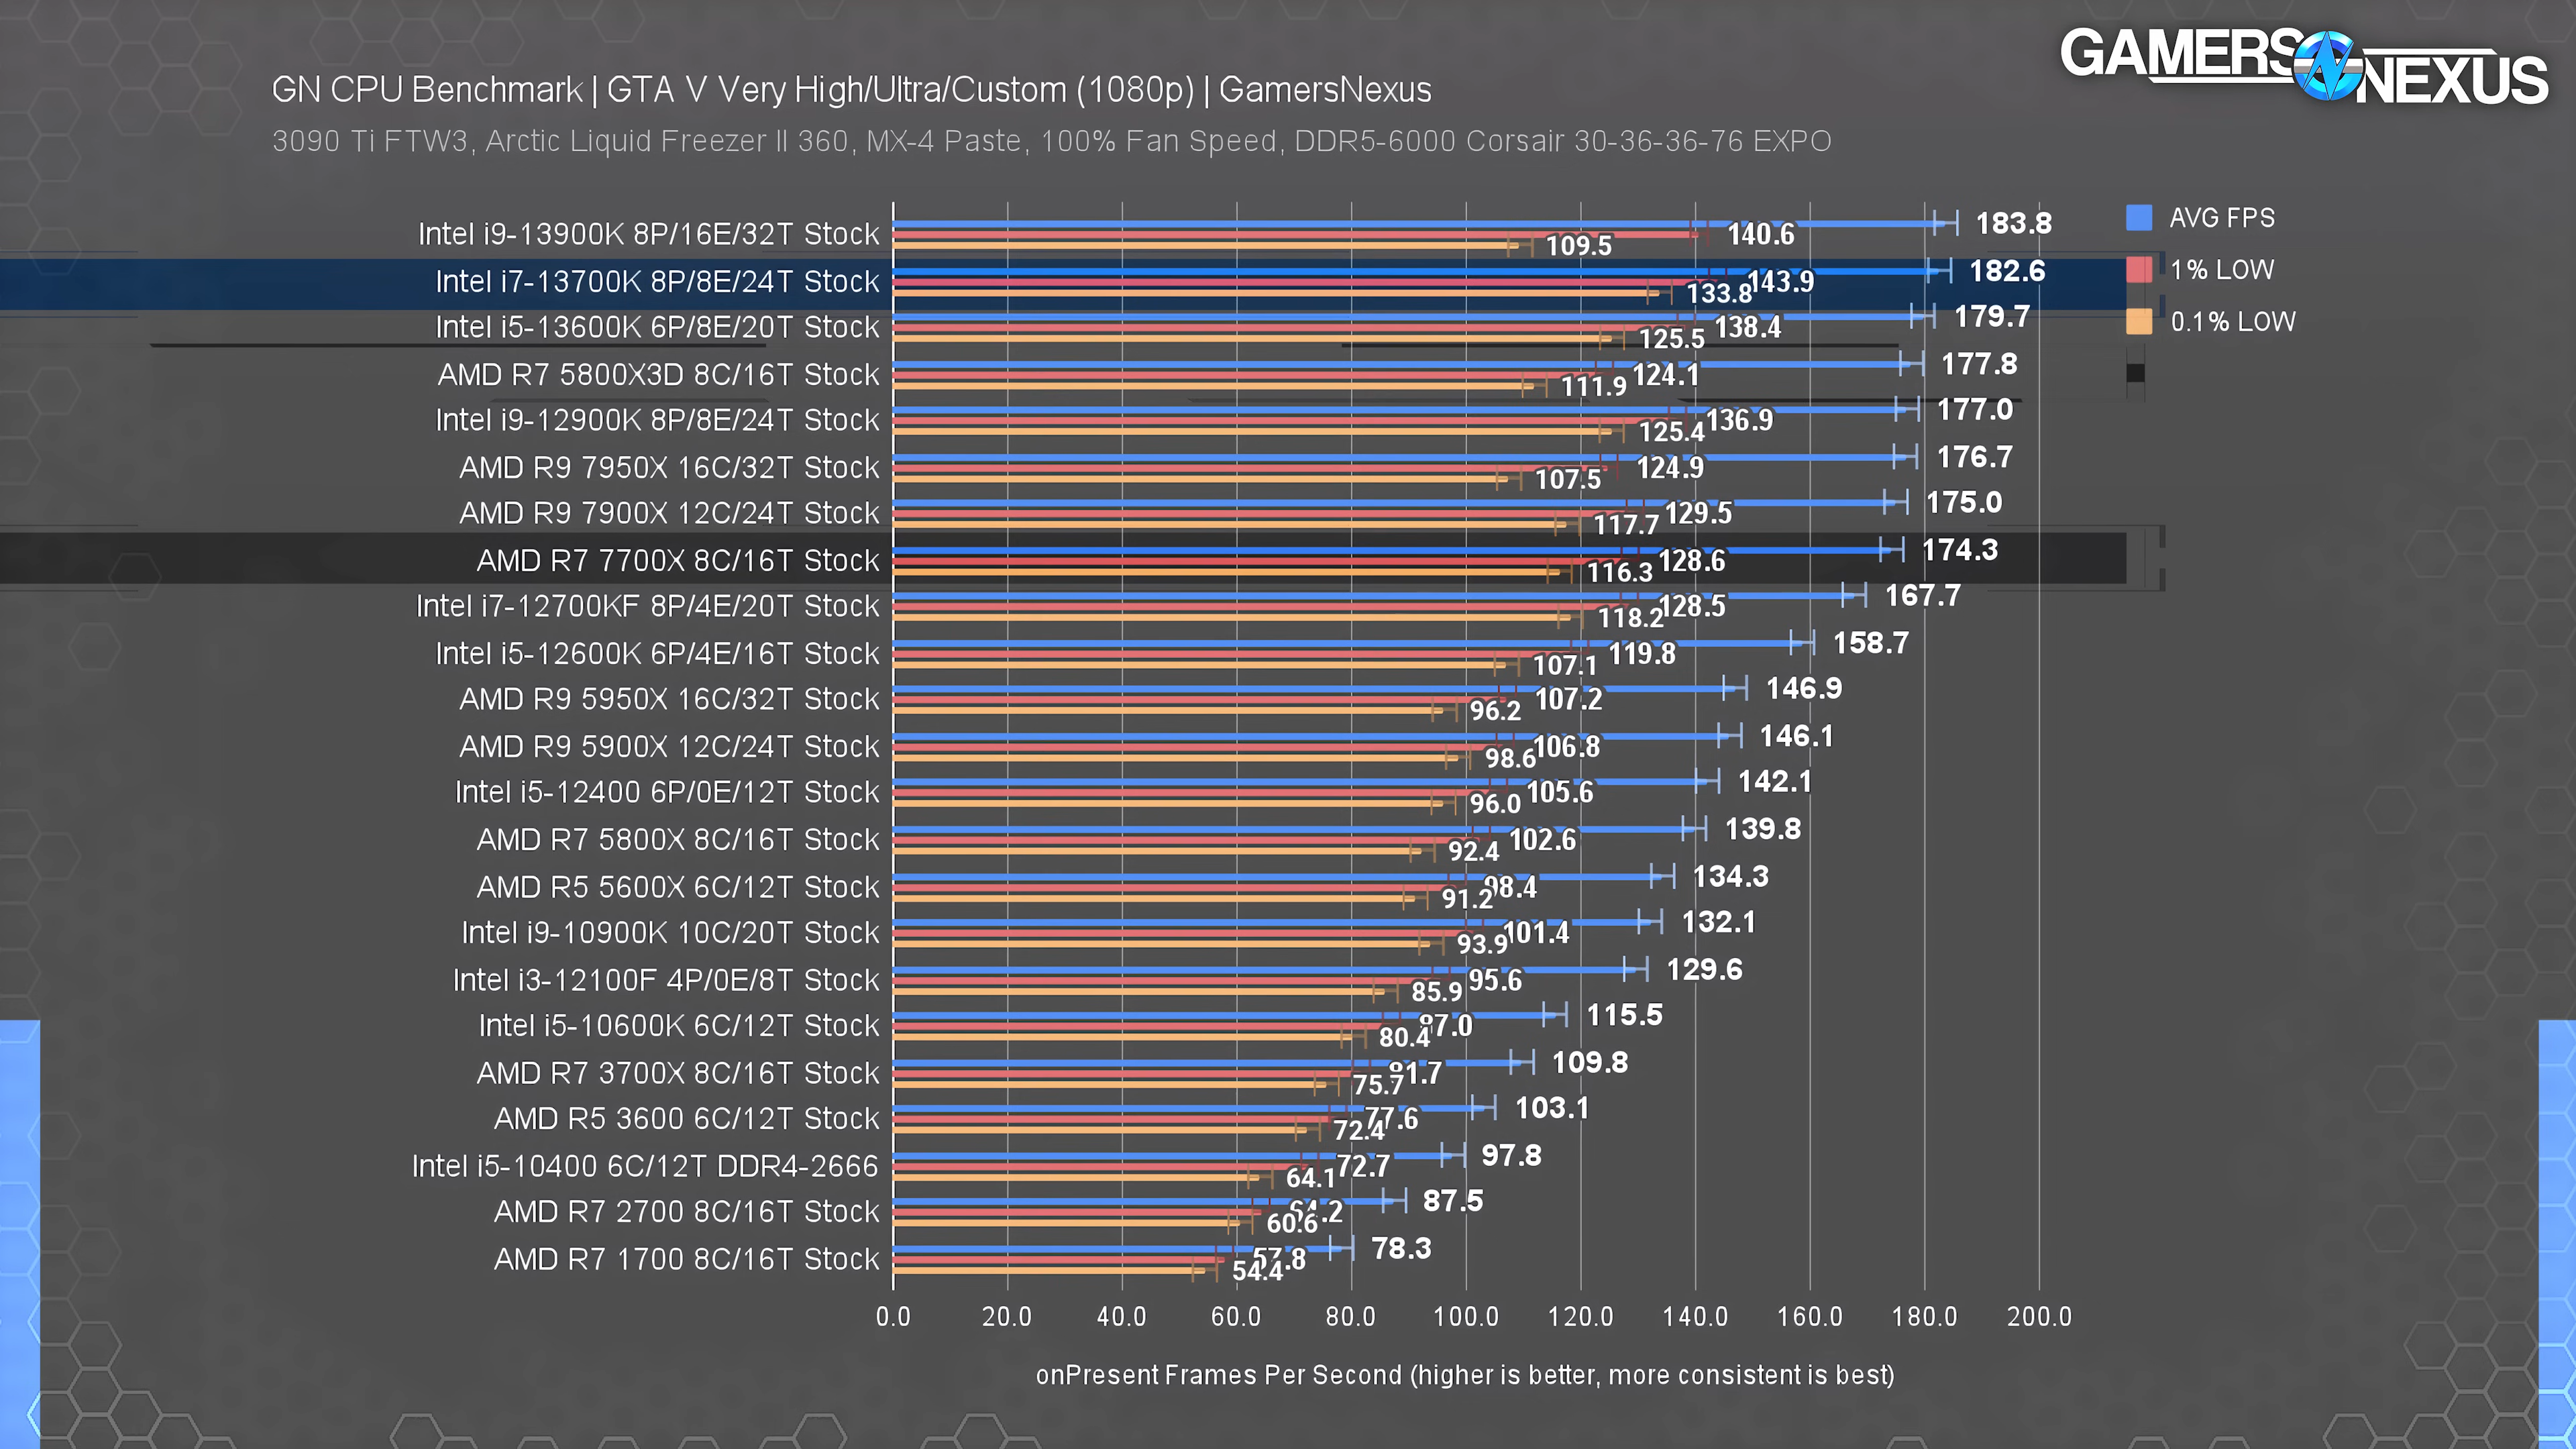 GAMERS NEXUS
GN CPU Benchmark | GTA V Very High/Ultra/Custom (1080p) | GamersNexus
3090 Ti FTW3, Arctic Liquid Freezer II 360, MX-4 Paste, 100% Fan Speed, DDR5-6000 Corsair 30-36-36-76 EXPO
AVG FPS
1% LOW
0.1% LOW
Intel i9-13900K 8P/16E/32T Stock 183.8 140.6 109.5
Intel i7-13700K 8P/8E/24T Stock 182.6 143.9 133.8
Intel i5-13600K 6P/8E/20T Stock 179.7 138.4 125.5
AMD R7 5800X3D 8C/16T Stock 177.8 124.1 111.9
Intel i9-12900K 8P/8E/24T Stock 177.0 136.9 125.4
AMD R9 7950X 16C/32T Stock 176.7 124.9 107.5
AMD R9 7900X 12C/24T Stock 175.0 129.5 117.7
AMD R7 7700X 8C/16T Stock 174.3 128.6 116.3
Intel i7-12700KF 8P/4E/20T Stock 167.7 128.5 118.2
Intel i5-12600K 6P/4E/16T Stock 158.7 119.8 107.1
AMD R9 5950X 16C/32T Stock 146.9 107.2 96.2
AMD R9 5900X 12C/24T Stock 146.1 106.8 98.6
Intel i5-12400 6P/0E/12T Stock 142.1 105.6 96.0
AMD R7 5800X 8C/16T Stock 139.8 102.6 92.4
AMD R5 5600X 6C/12T Stock 134.3 98.4 91.2
Intel i9-10900K 10C/20T Stock 132.1 101.4 93.9
Intel i3-12100F 4P/0E/8T Stock 129.6 95.6 85.9
Intel i5-10600K 6C/12T Stock 115.5 87.0 80.4
AMD R7 3700X 8C/16T Stock 109.8 81.7 75.7
AMD R5 3600 6C/12T Stock 103.1 77.6 72.4
Intel i5-10400 6C/12T DDR4-2666 97.8 72.7 64.1
AMD R7 2700 8C/16T Stock 87.5 64.2 60.6
AMD R7 1700 8C/16T Stock 78.3 57.8 54.4
0.0 20.0 40.0 60.0 80.0 100.0 120.0 140.0 160.0 180.0 200.0
onPresent Frames Per Second (higher is better, more consistent is best)